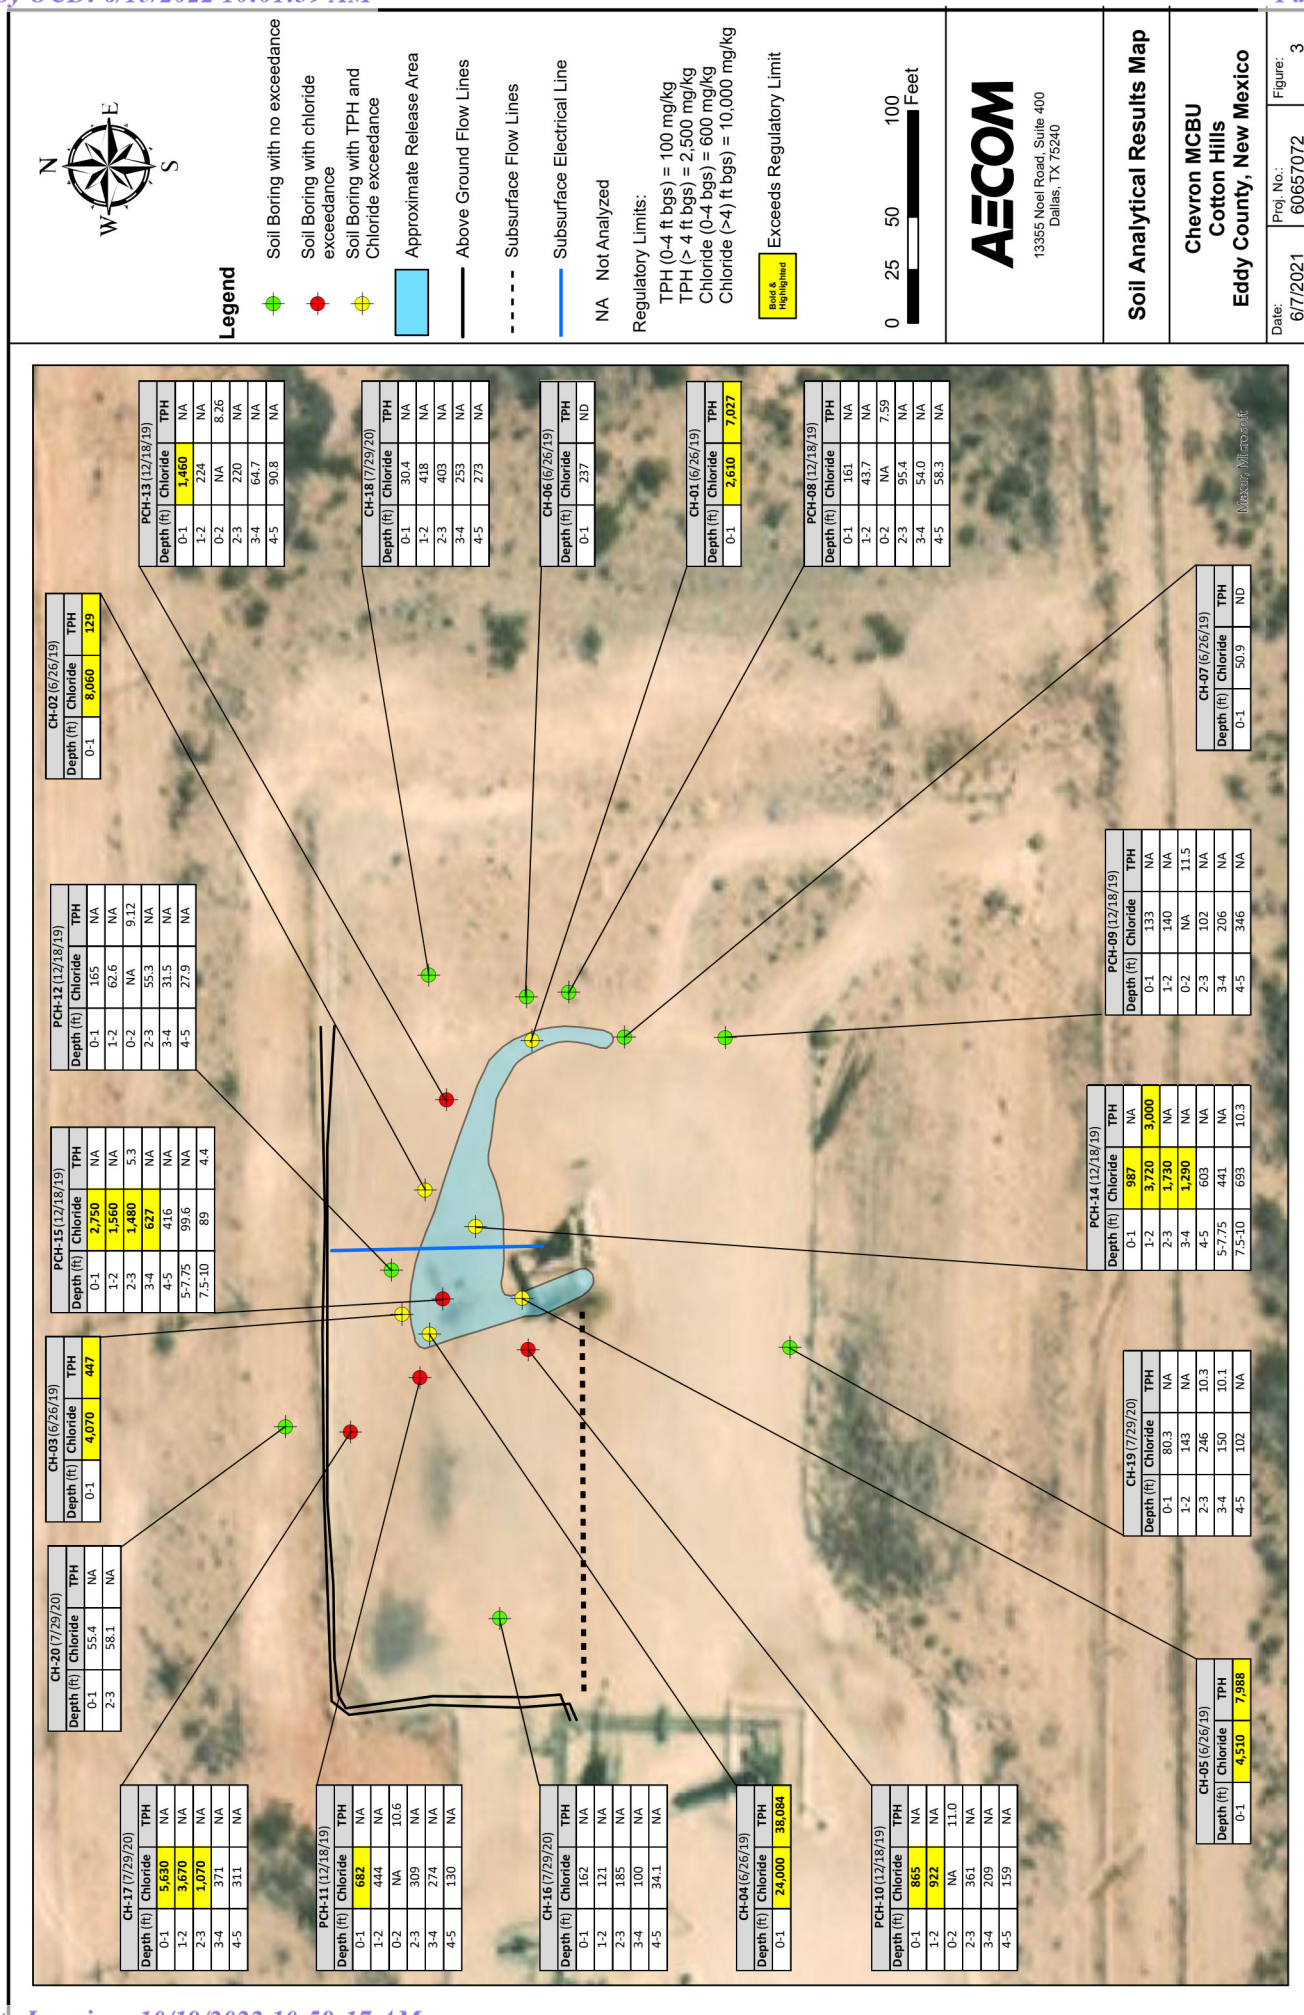 by OCD: 6/15/2022 10:01:59 AM
CH-17 (7/29/20)
Depth (ft) Chloride TPH
0-1 5,630 NA
1-2 3,670 NA
2-3 1,070 NA
3-4 371 NA
4-5 311 NA
CH-20 (7/29/20)
Depth (ft) Chloride TPH
0-1 55.4 NA
2-3 58.1 NA
CH-03 (6/26/19)
Depth (ft) Chloride TPH
0-1 4,070 447
PCH-15 (12/18/19)
Depth (ft) Chloride TPH
0-1 2,750 NA
1-2 1,560 NA
2-3 1,480 5.3
3-4 627 NA
4-5 416 NA
5-7.75 99.6 NA
7.5-10 89 4.4
PCH-12 (12/18/19)
Depth (ft) Chloride TPH
0-1 165 NA
1-2 62.6 NA
0-2 NA 9.12
2-3 55.3 NA
3-4 31.5 NA
4-5 27.9 NA
CH-02 (6/26/19)
Depth (ft) Chloride TPH
0-1 8,060 129
PCH-13 (12/18/19)
Depth (ft) Chloride TPH
0-1 1,460 NA
1-2 224 NA
0-2 NA 8.26
2-3 220 NA
3-4 64.7 NA
4-5 90.8 NA
PCH-11 (12/18/19)
Depth (ft) Chloride TPH
0-1 682 NA
1-2 444 NA
0-2 NA 10.6
2-3 309 NA
3-4 274 NA
4-5 130 NA
CH-18 (7/29/20)
Depth (ft) Chloride TPH
0-1 30.4 NA
1-2 418 NA
2-3 403 NA
3-4 253 NA
4-5 273 NA
CH-16 (7/29/20)
Depth (ft) Chloride TPH
0-1 162 NA
1-2 121 NA
2-3 185 NA
3-4 100 NA
4-5 34.1 NA
CH-06 (6/26/19)
Depth (ft) Chloride TPH
0-1 237 ND
CH-04 (6/26/19)
Depth (ft) Chloride TPH
0-1 24,000 38,084
CH-01 (6/26/19)
Depth (ft) Chloride TPH
0-1 2,610 7,027
PCH-10 (12/18/19)
Depth (ft) Chloride TPH
0-1 865 NA
1-2 922 NA
0-2 NA 11.0
2-3 361 NA
3-4 209 NA
4-5 159 NA
PCH-08 (12/18/19)
Depth (ft) Chloride TPH
0-1 161 NA
1-2 43.7 NA
0-2 NA 7.59
2-3 95.4 NA
3-4 54.0 NA
4-5 58.3 NA
CH-05 (6/26/19)
Depth (ft) Chloride TPH
0-1 4,510 7,988
CH-19 (7/29/20)
Depth (ft) Chloride TPH
0-1 80.3 NA
1-2 143 NA
2-3 246 10.3
3-4 150 10.1
4-5 102 NA
PCH-14 (12/18/19)
Depth (ft) Chloride TPH
0-1 987 NA
1-2 3,720 3,000
2-3 1,730 NA
3-4 1,290 NA
4-5 603 NA
5-7.75 441 NA
7.5-10 693 10.3
PCH-09 (12/18/19)
Depth (ft) Chloride TPH
0-1 133 NA
1-2 140 NA
0-2 NA 11.5
2-3 102 NA
3-4 206 NA
4-5 346 NA
CH-07 (6/26/19)
Depth (ft) Chloride TPH
0-1 50.9 ND
Maxar, Microsoft
N
W E
S
Legend
Soil Boring with no exceedance
Soil Boring with chloride
exceedance
Soil Boring with TPH and
Chloride exceedance
Approximate Release Area
Above Ground Flow Lines
Subsurface Flow Lines
Subsurface Electrical Line
NA Not Analyzed
Regulatory Limits:
TPH (0-4 ft bgs) = 100 mg/kg
TPH (> 4 ft bgs) = 2,500 mg/kg
Chloride (0-4 bgs) = 600 mg/kg
Chloride (>4) ft bgs) = 10,000 mg/kg
Bold &
Highlighted
Exceeds Regulatory Limit
0 25 50 100
Feet
AECOM
13355 Noel Road, Suite 400
Dallas, TX 75240
Soil Analytical Results Map
Chevron MCBU
Cotton Hills
Eddy County, New Mexico
Date: Proj. No.: Figure:
6/7/2021 60657072 3